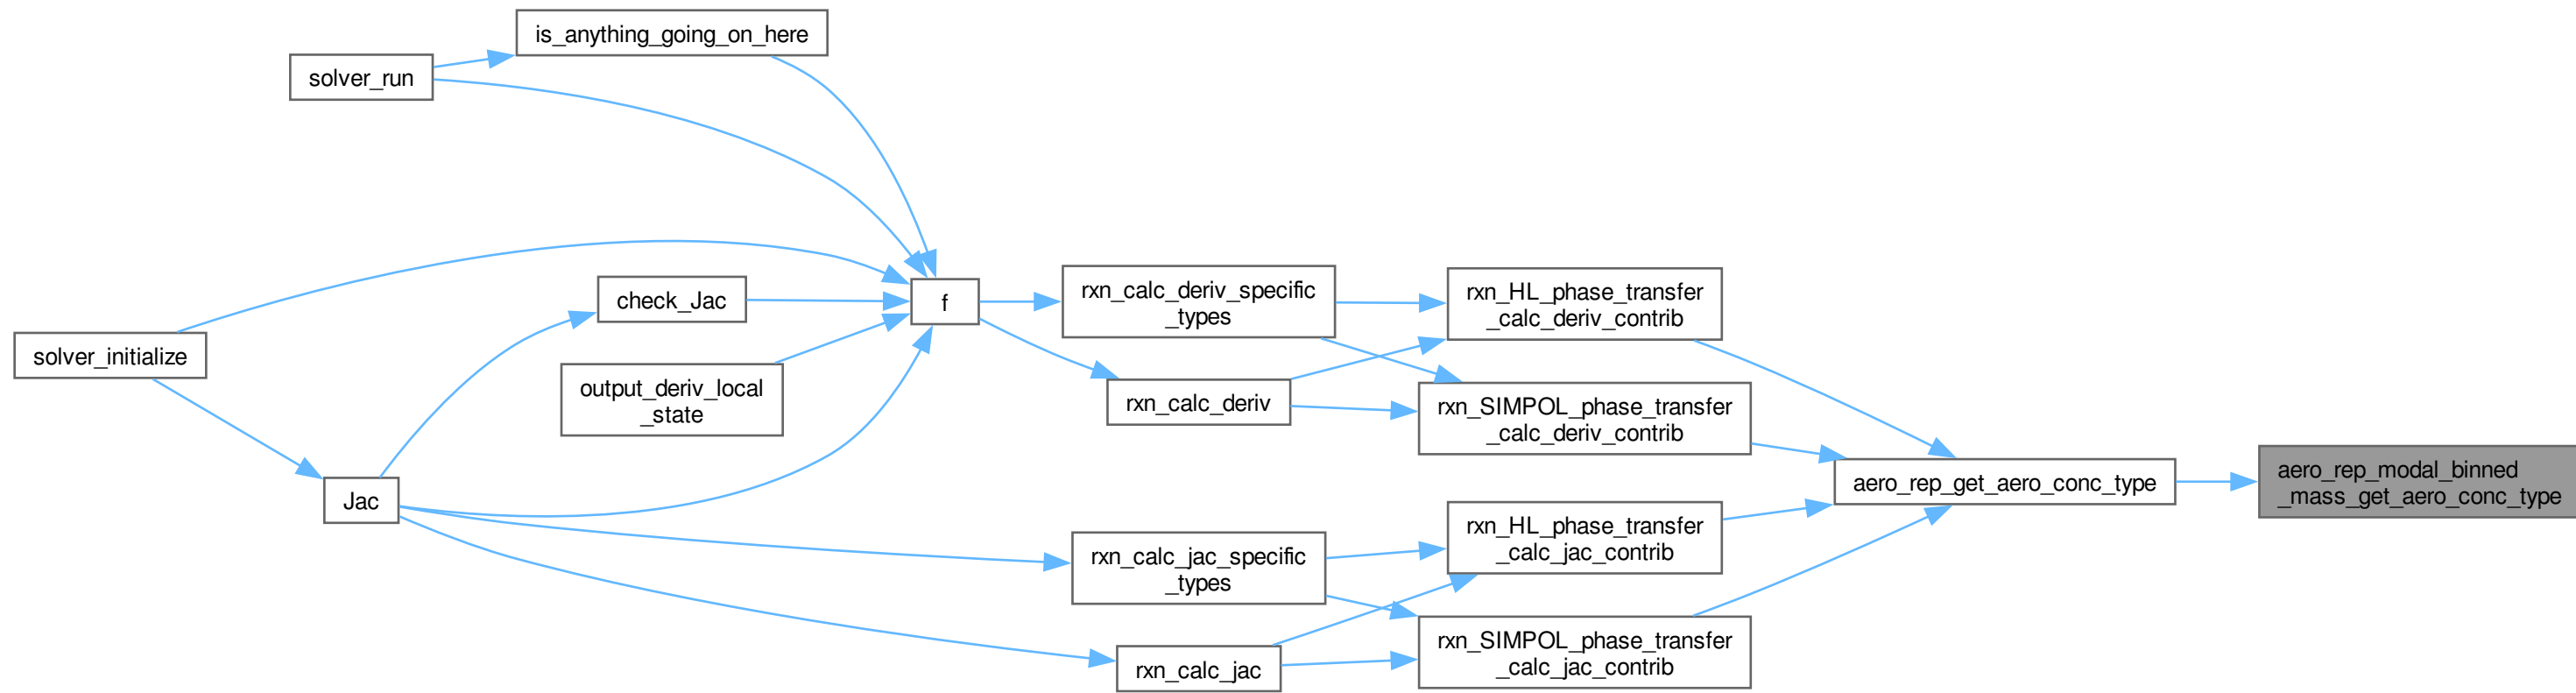 is_anything_going_on_here
solver_run
solver_initialize
check_Jac
output_deriv_local
_state
Jac
f
rxn_calc_deriv_specific
_types
rxn_calc_deriv
rxn_calc_jac_specific
_types
rxn_calc_jac
rxn_HL_phase_transfer
_calc_deriv_contrib
rxn_SIMPOL_phase_transfer
_calc_deriv_contrib
rxn_HL_phase_transfer
_calc_jac_contrib
rxn_SIMPOL_phase_transfer
_calc_jac_contrib
aero_rep_get_aero_conc_type
aero_rep_modal_binned
_mass_get_aero_conc_type